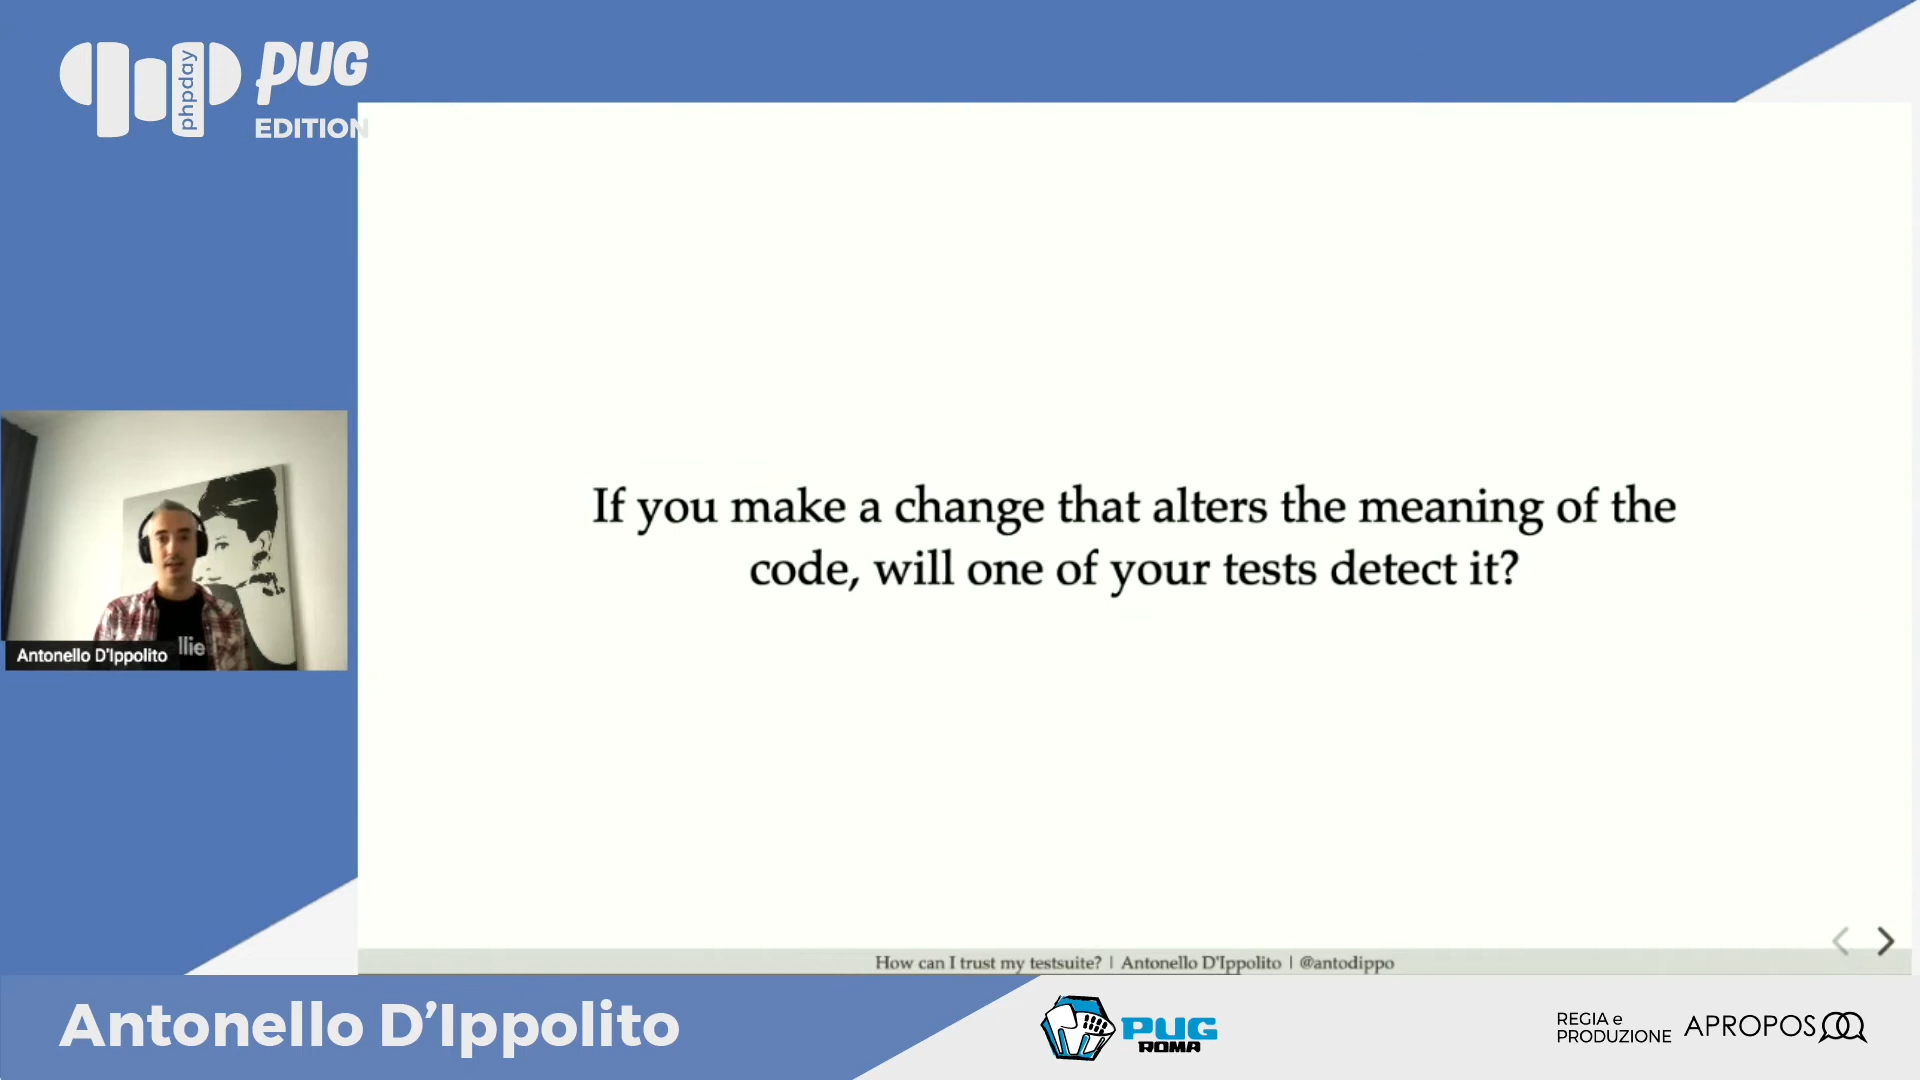 phpday
PUG
EDITION
If you make a change that alters the meaning of the
code, will one of your tests detect it?
llie
Antonello D'Ippolito
How can I trust my testsuite? | Antonello D'Ippolito | @antodippo
Antonello D’Ippolito
PUG
ROMA
REGIA e
PRODUZIONE
APROPOS